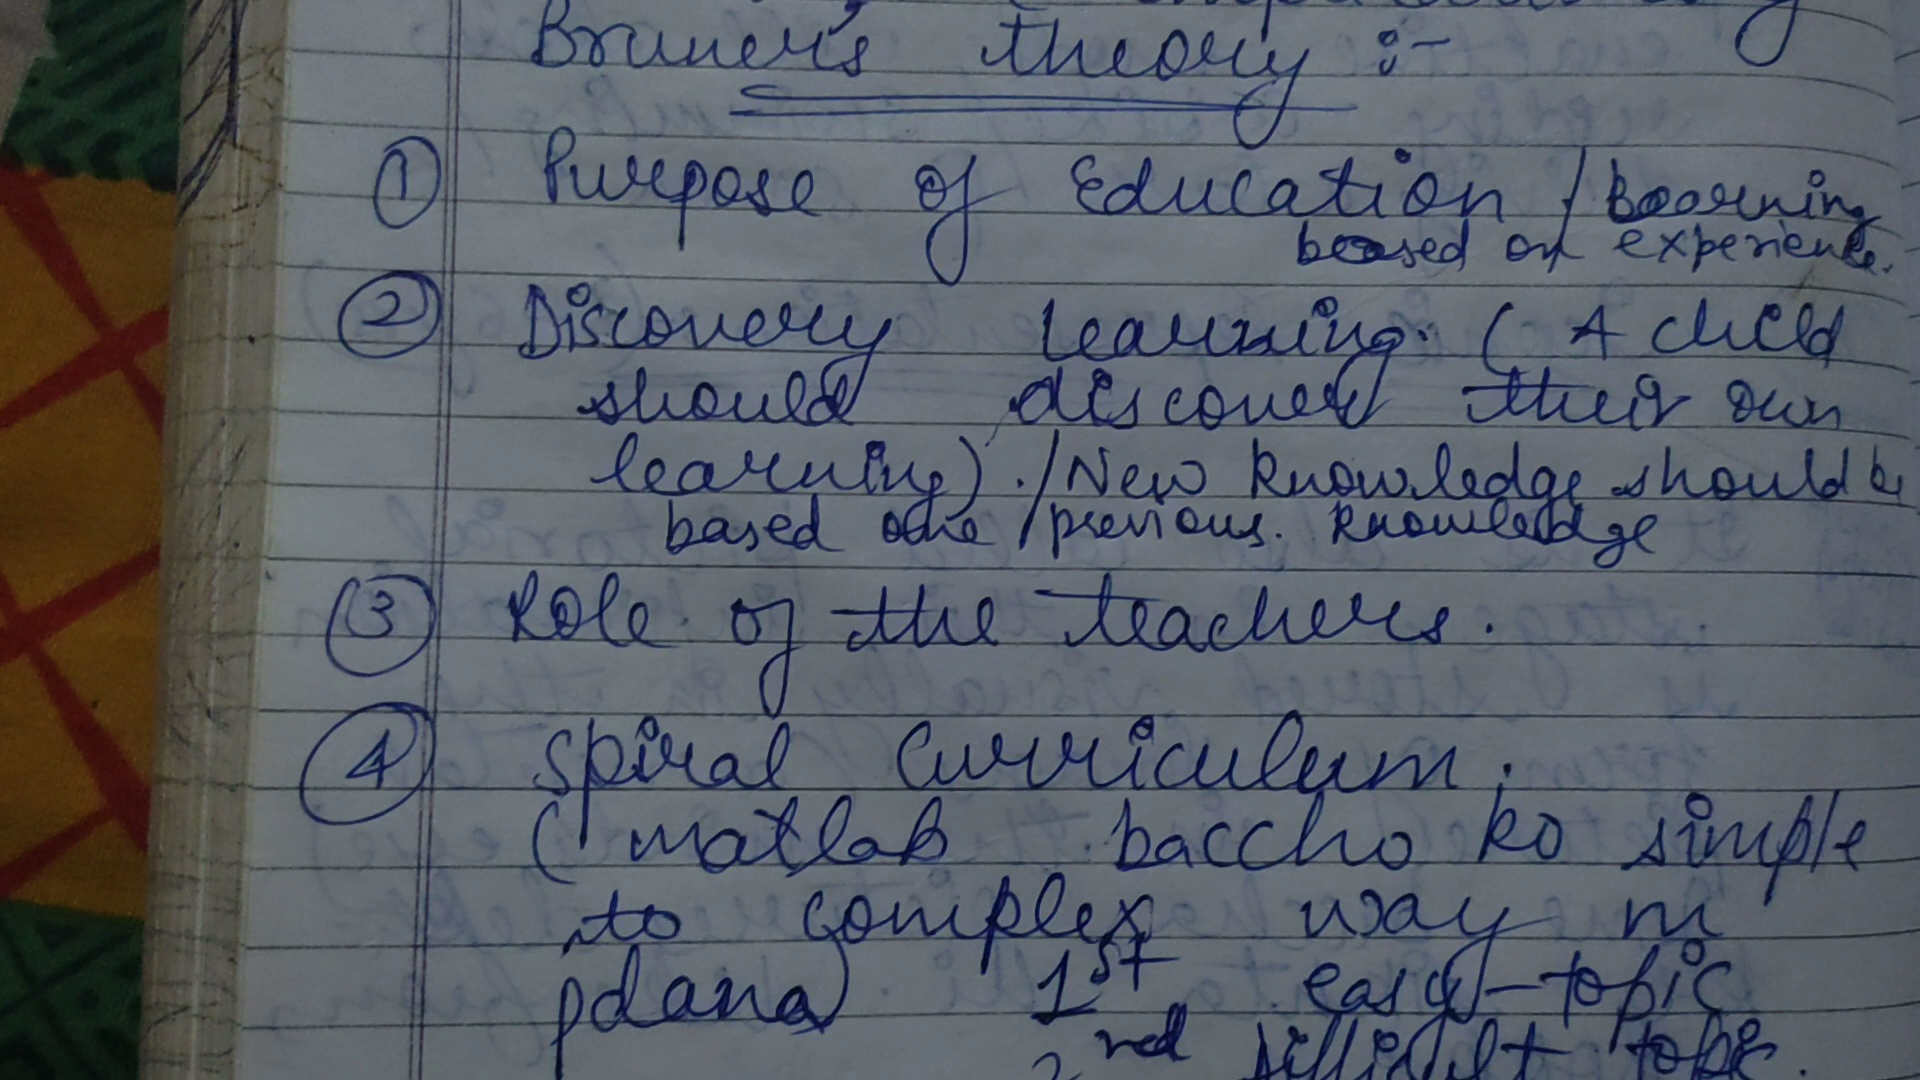 Bruner's theory :-
① Purpose of Education / learning
based on experience.
② Discovery learning. ( A child
should discover their own
learning) . / New knowledge should be
based one / previous. knowledge
③ Role of the teachers.
④ Spiral Curriculum.
( matlab baccho ko simple
to complex way m
pdana) 1st easy-topic
2nd difficult topic.